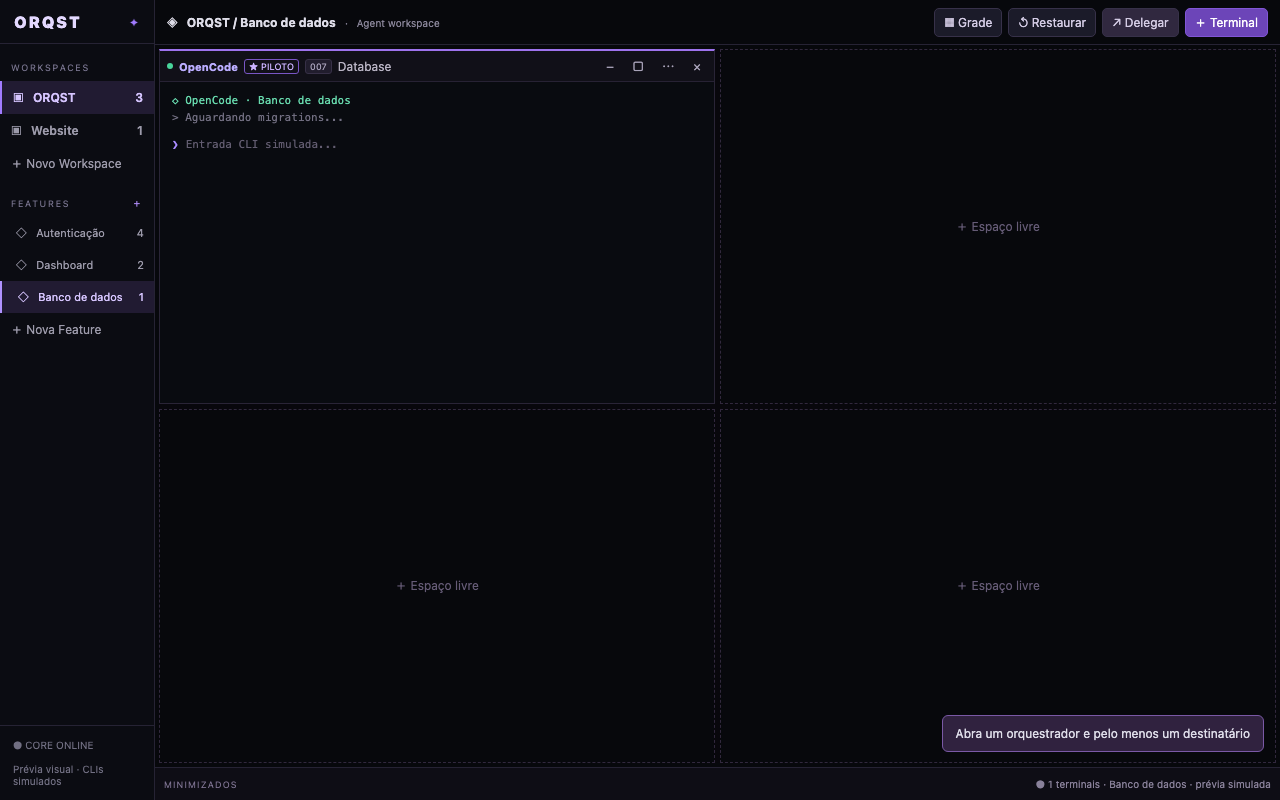 ORQST ✦
◈ ORQST / Banco de dados · Agent workspace
▦ Grade
↺ Restaurar
↗ Delegar
+ Terminal
WORKSPACES
▣ ORQST 3
▣ Website 1
+ Novo Workspace
FEATURES +
◇ Autenticação 4
◇ Dashboard 2
◇ Banco de dados 1
+ Nova Feature
● OpenCode ★ PILOTO 007 Database − □ ··· ×
◇ OpenCode · Banco de dados
> Aguardando migrations...
❯ Entrada CLI simulada...
+ Espaço livre
+ Espaço livre
+ Espaço livre
Abra um orquestrador e pelo menos um destinatário
● CORE ONLINE
Prévia visual · CLIs
simulados
MINIMIZADOS
● 1 terminais · Banco de dados · prévia simulada